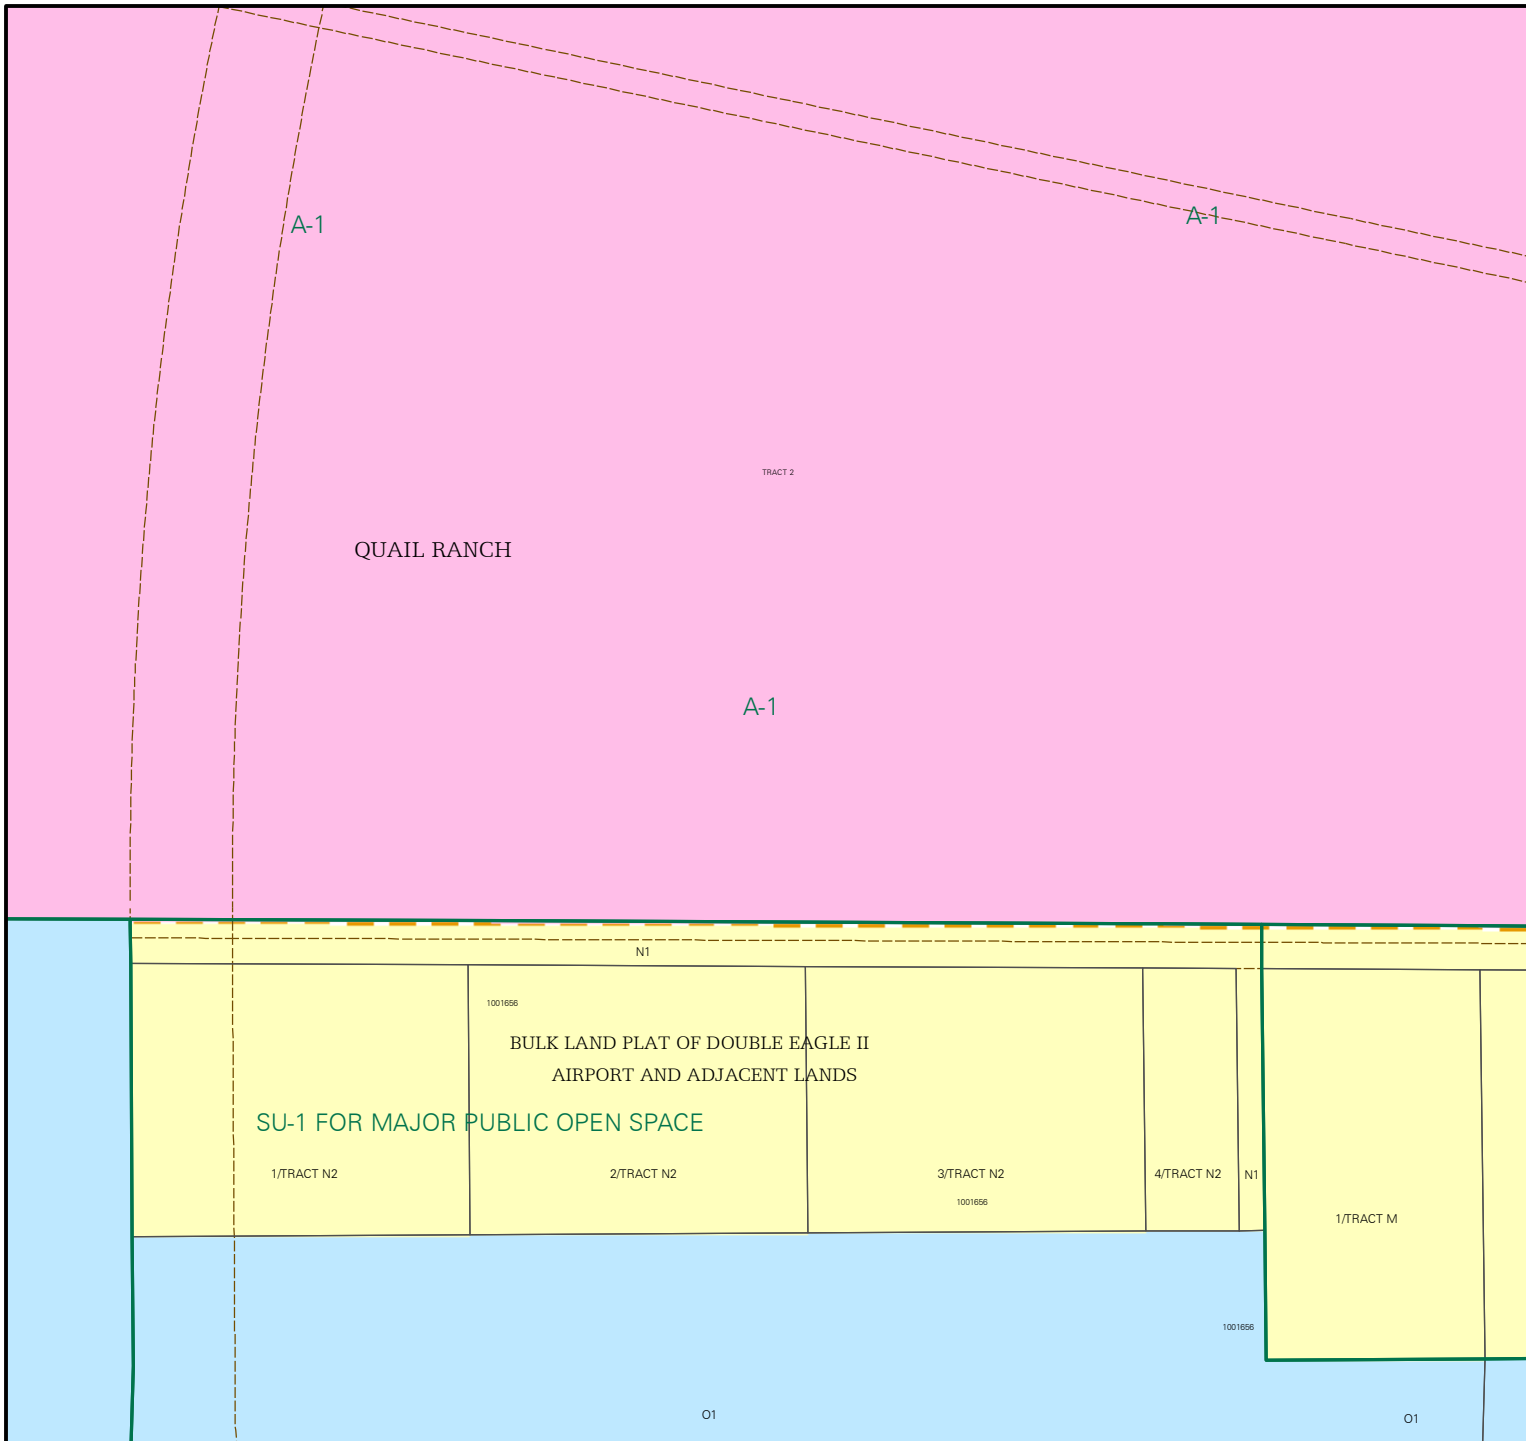 A-1
A-1
TRACT 2
QUAIL RANCH
A-1
N1
1001656
BULK LAND PLAT OF DOUBLE EAGLE II
AIRPORT AND ADJACENT LANDS
SU-1 FOR MAJOR PUBLIC OPEN SPACE
1/TRACT N2
2/TRACT N2
3/TRACT N2
4/TRACT N2
N1
1001656
1/TRACT M
1001656
O1
O1